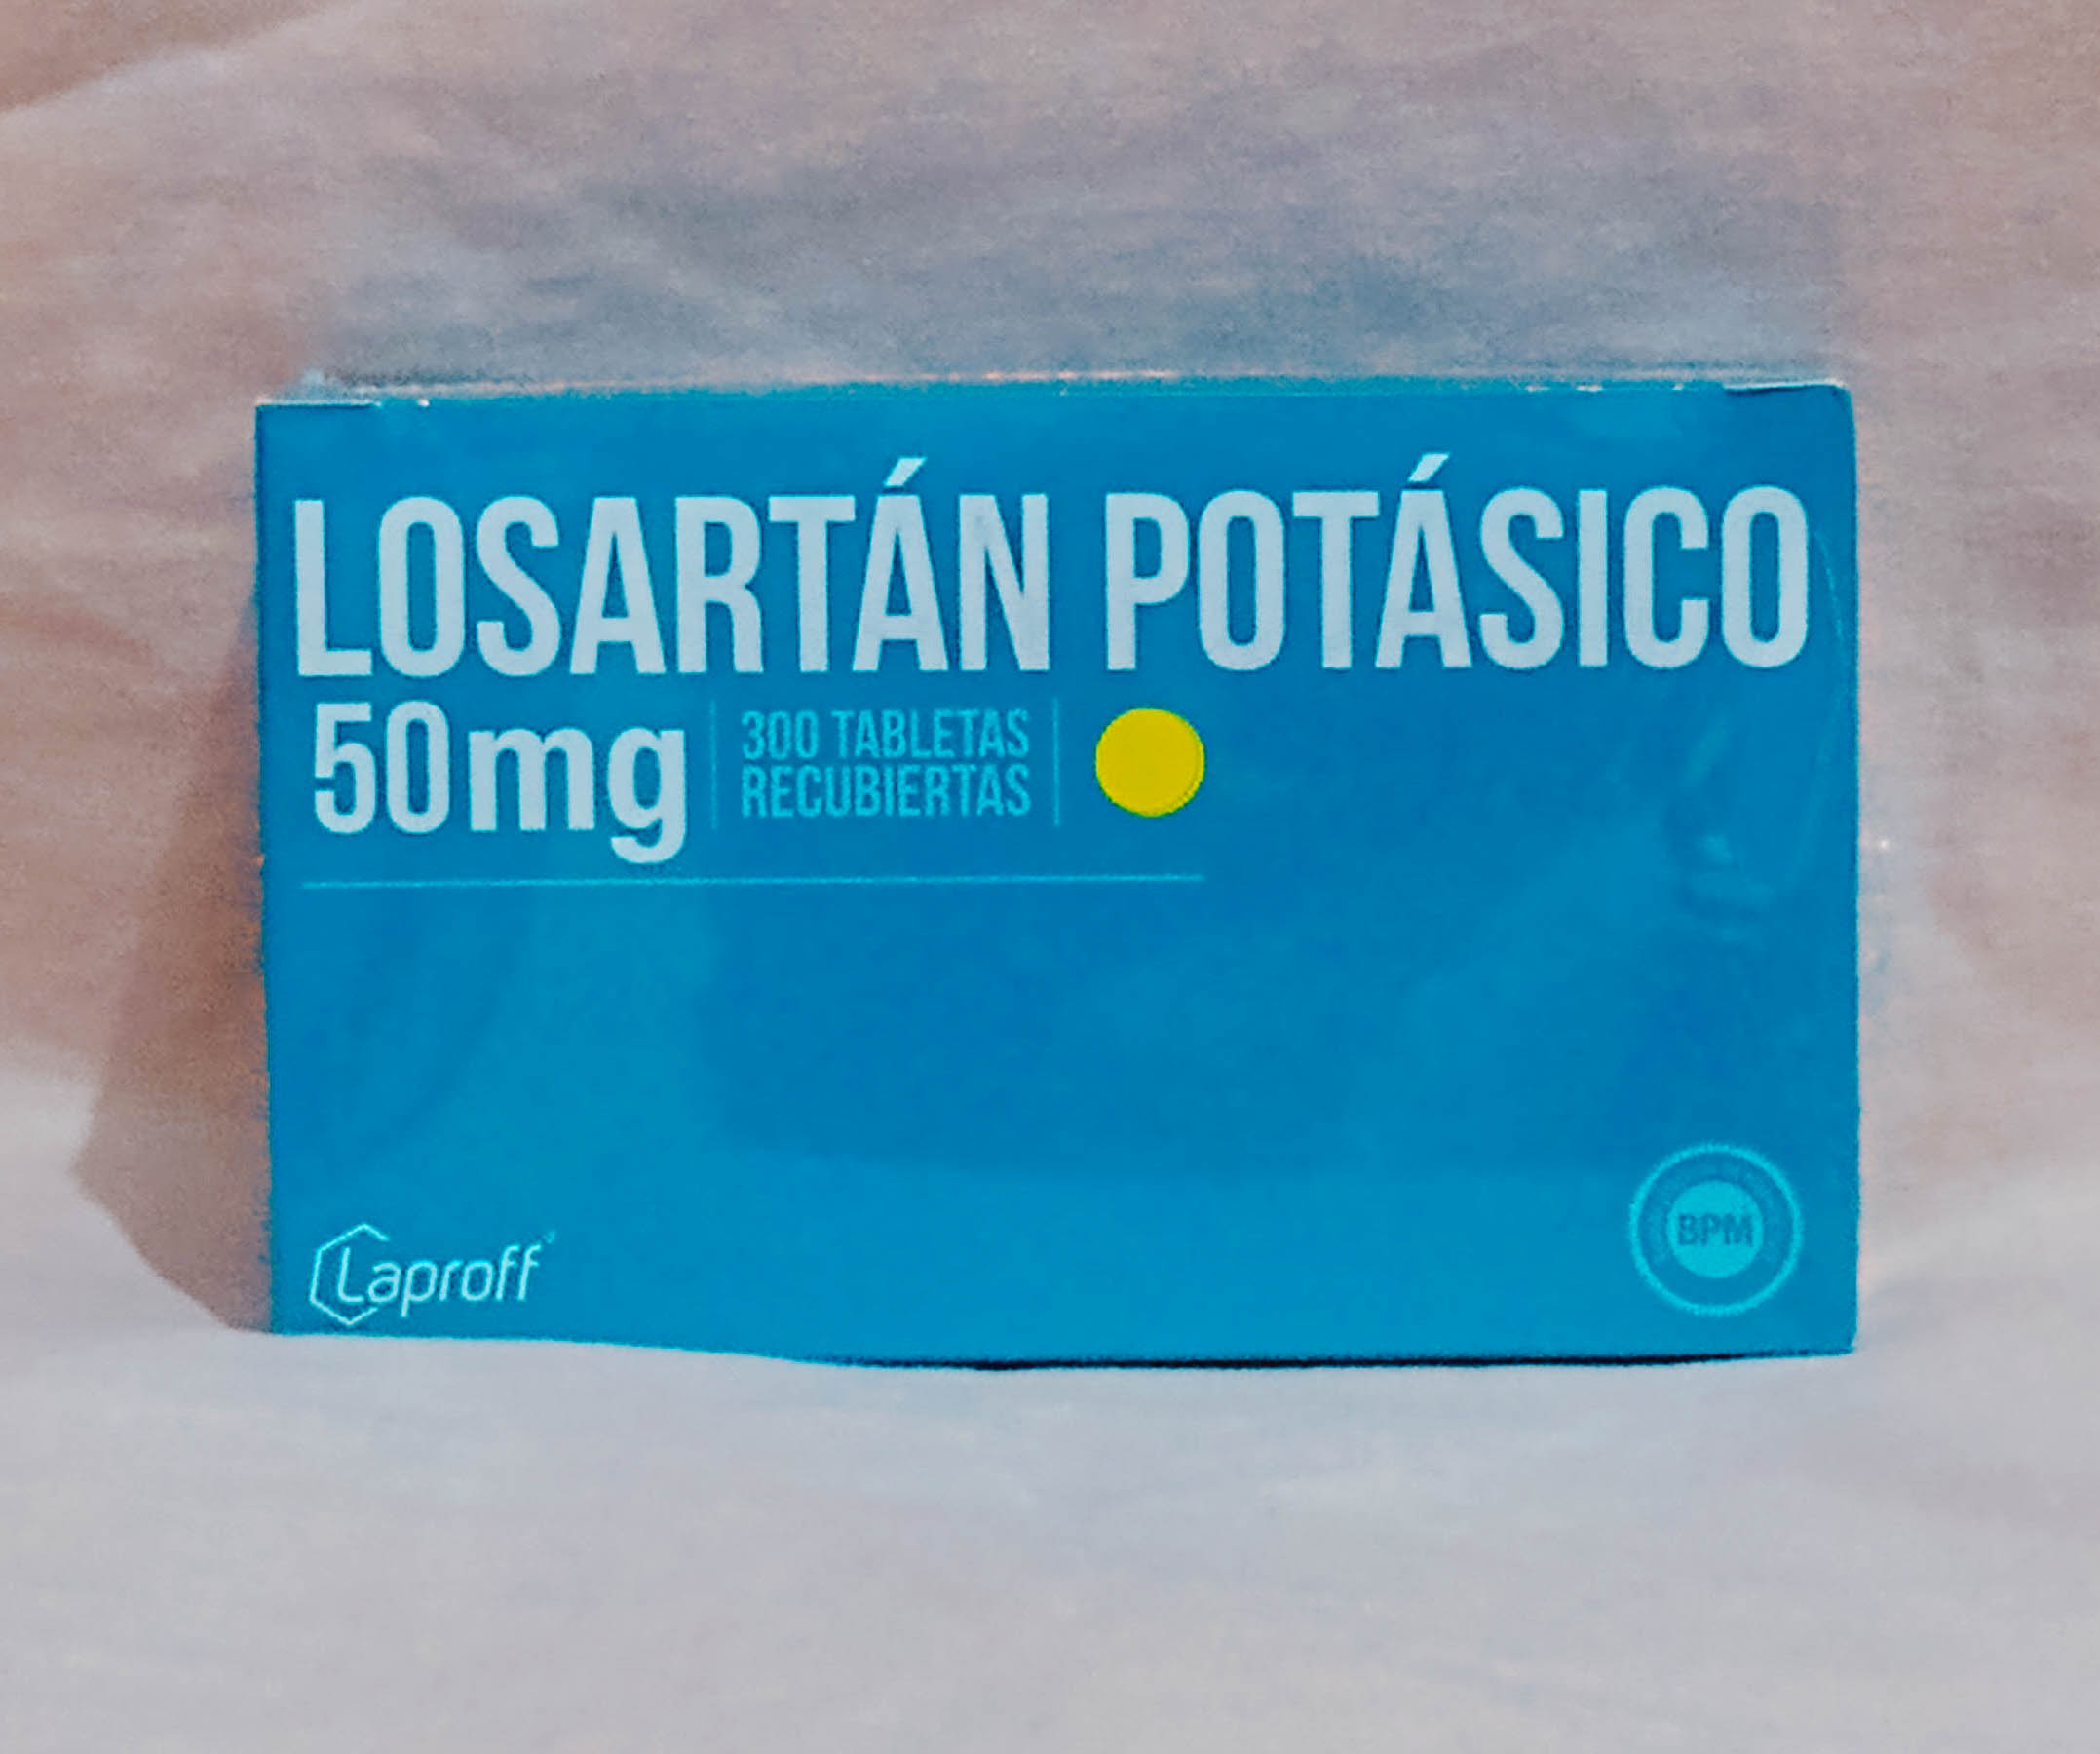 LOSARTÁN POTÁSICO
50mg
300 TABLETAS
RECUBIERTAS
Laproff
BPM